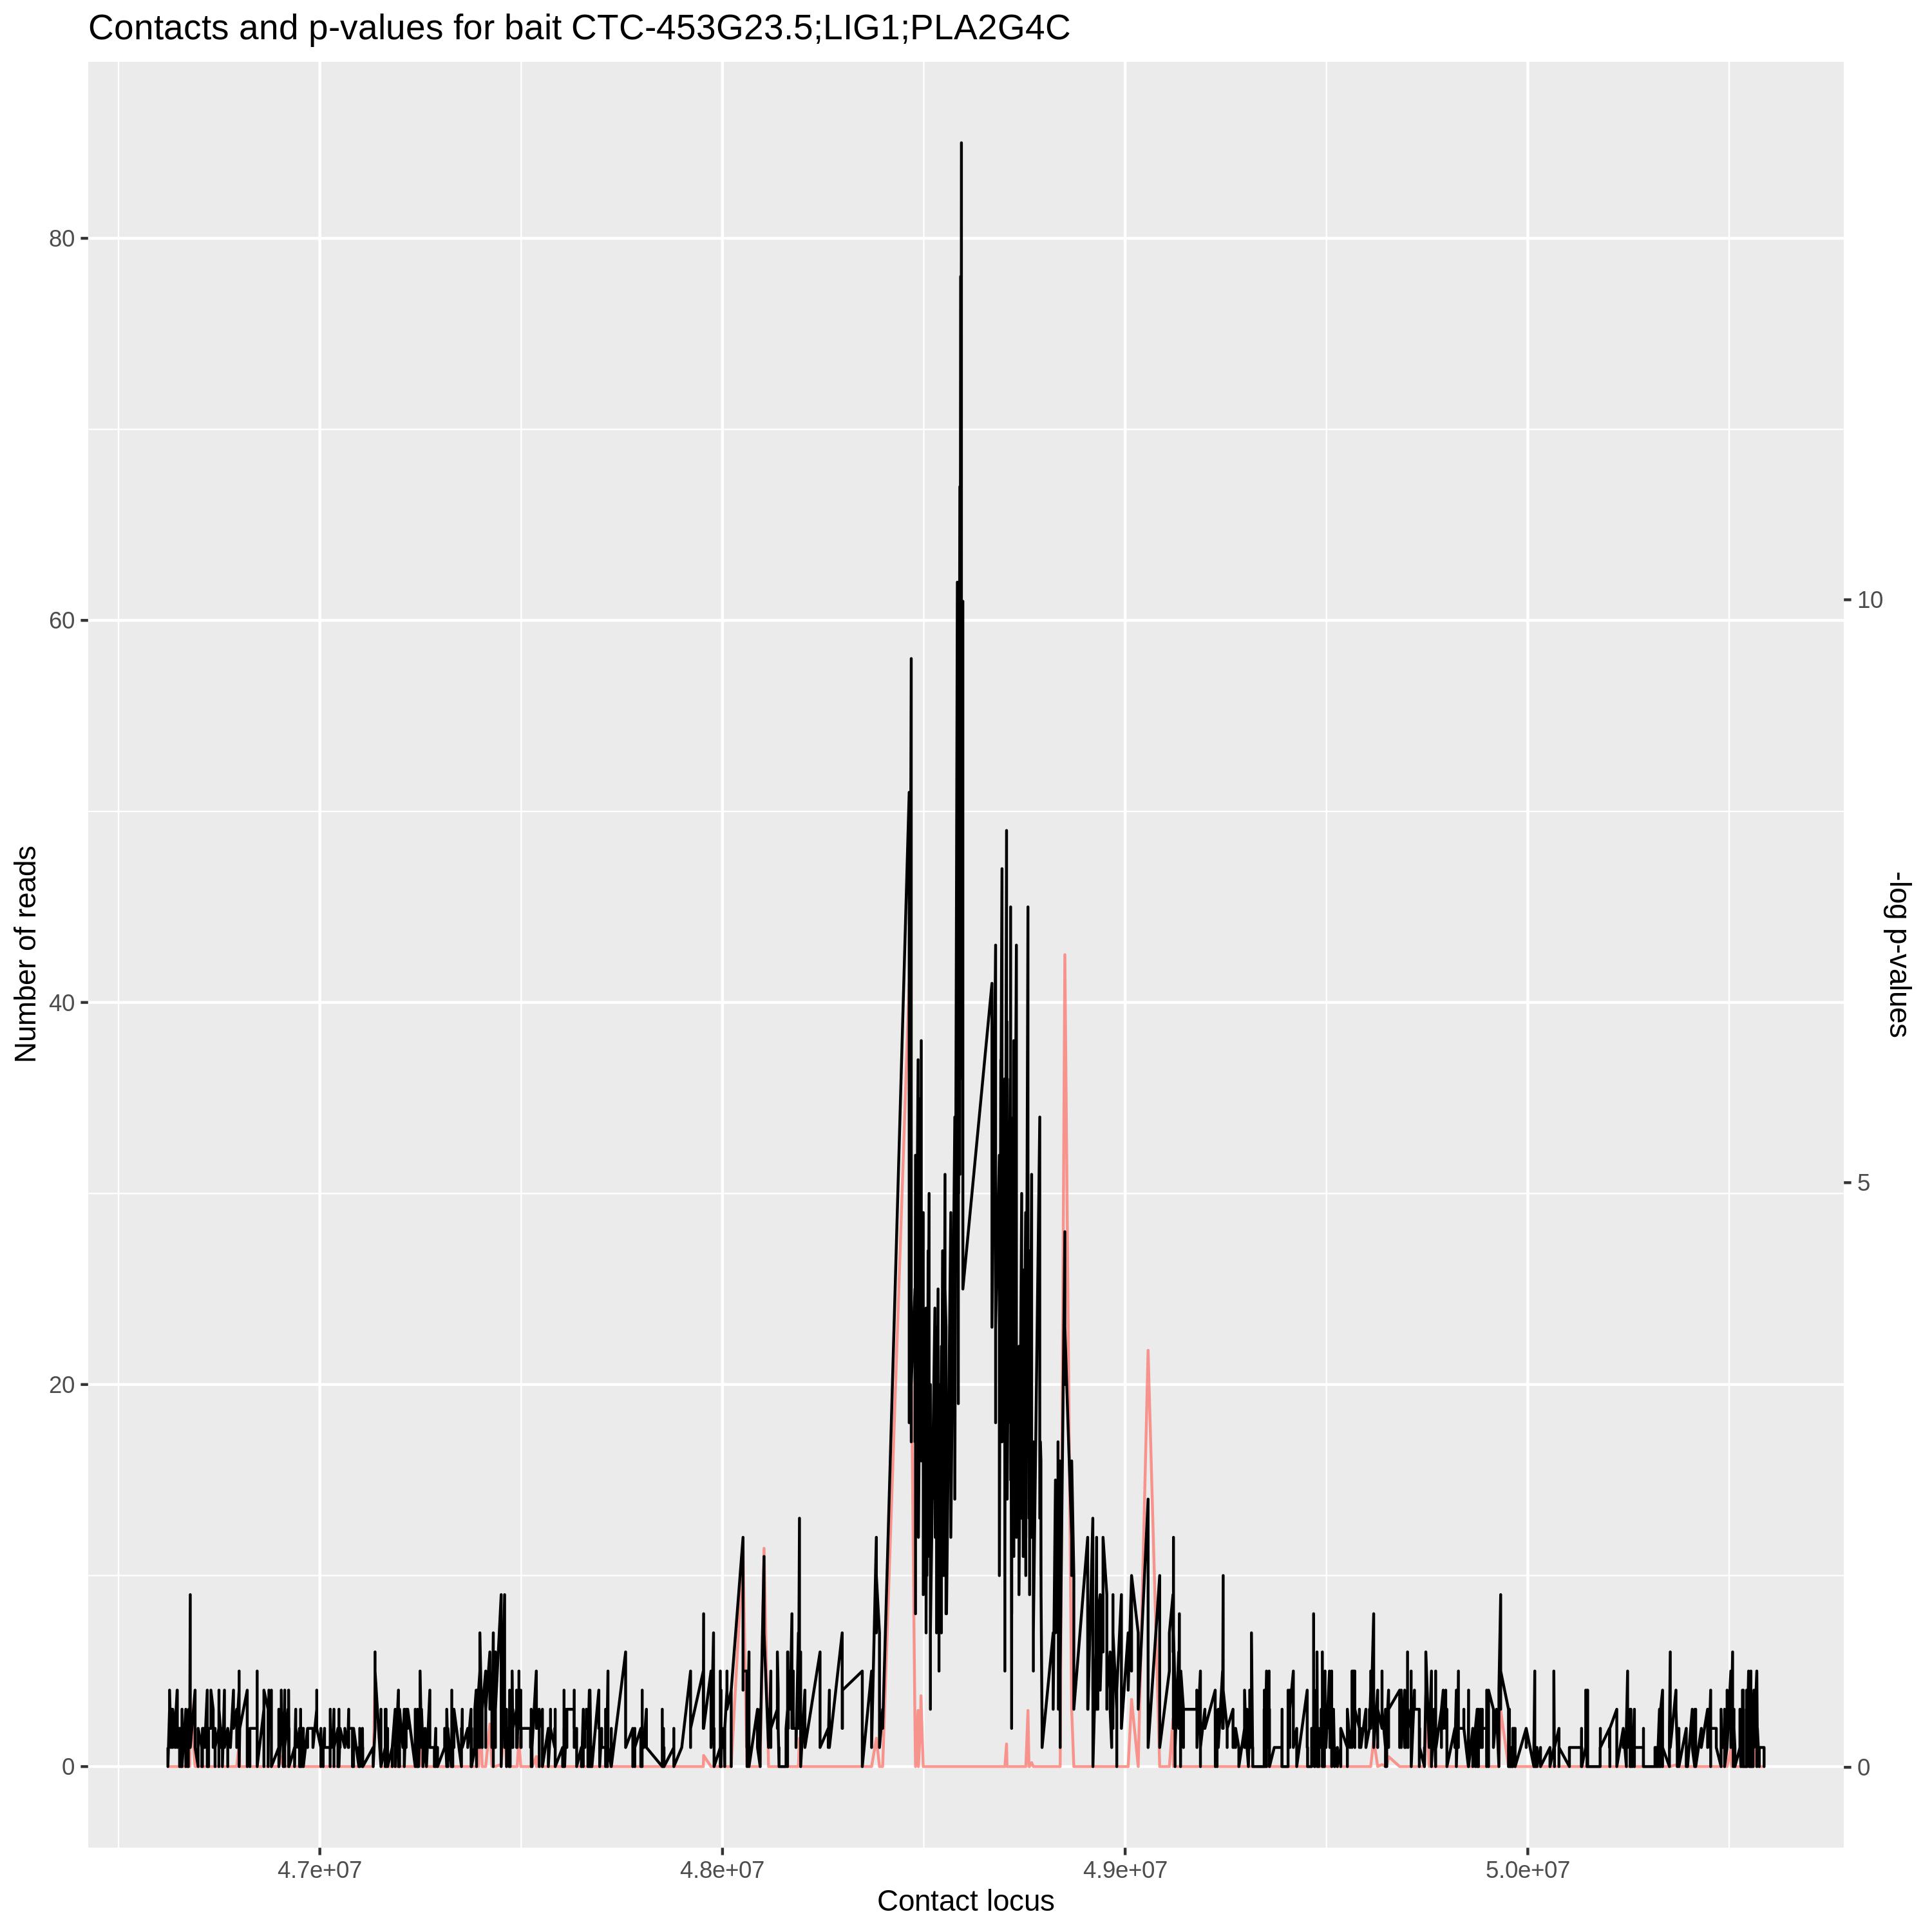 Contacts and p-values for bait CTC-453G23.5;LIG1;PLA2G4C
80
60
40
20
0
Number of reads
10
5
0
-log p-values
4.7e+07 4.8e+07 4.9e+07 5.0e+07
Contact locus